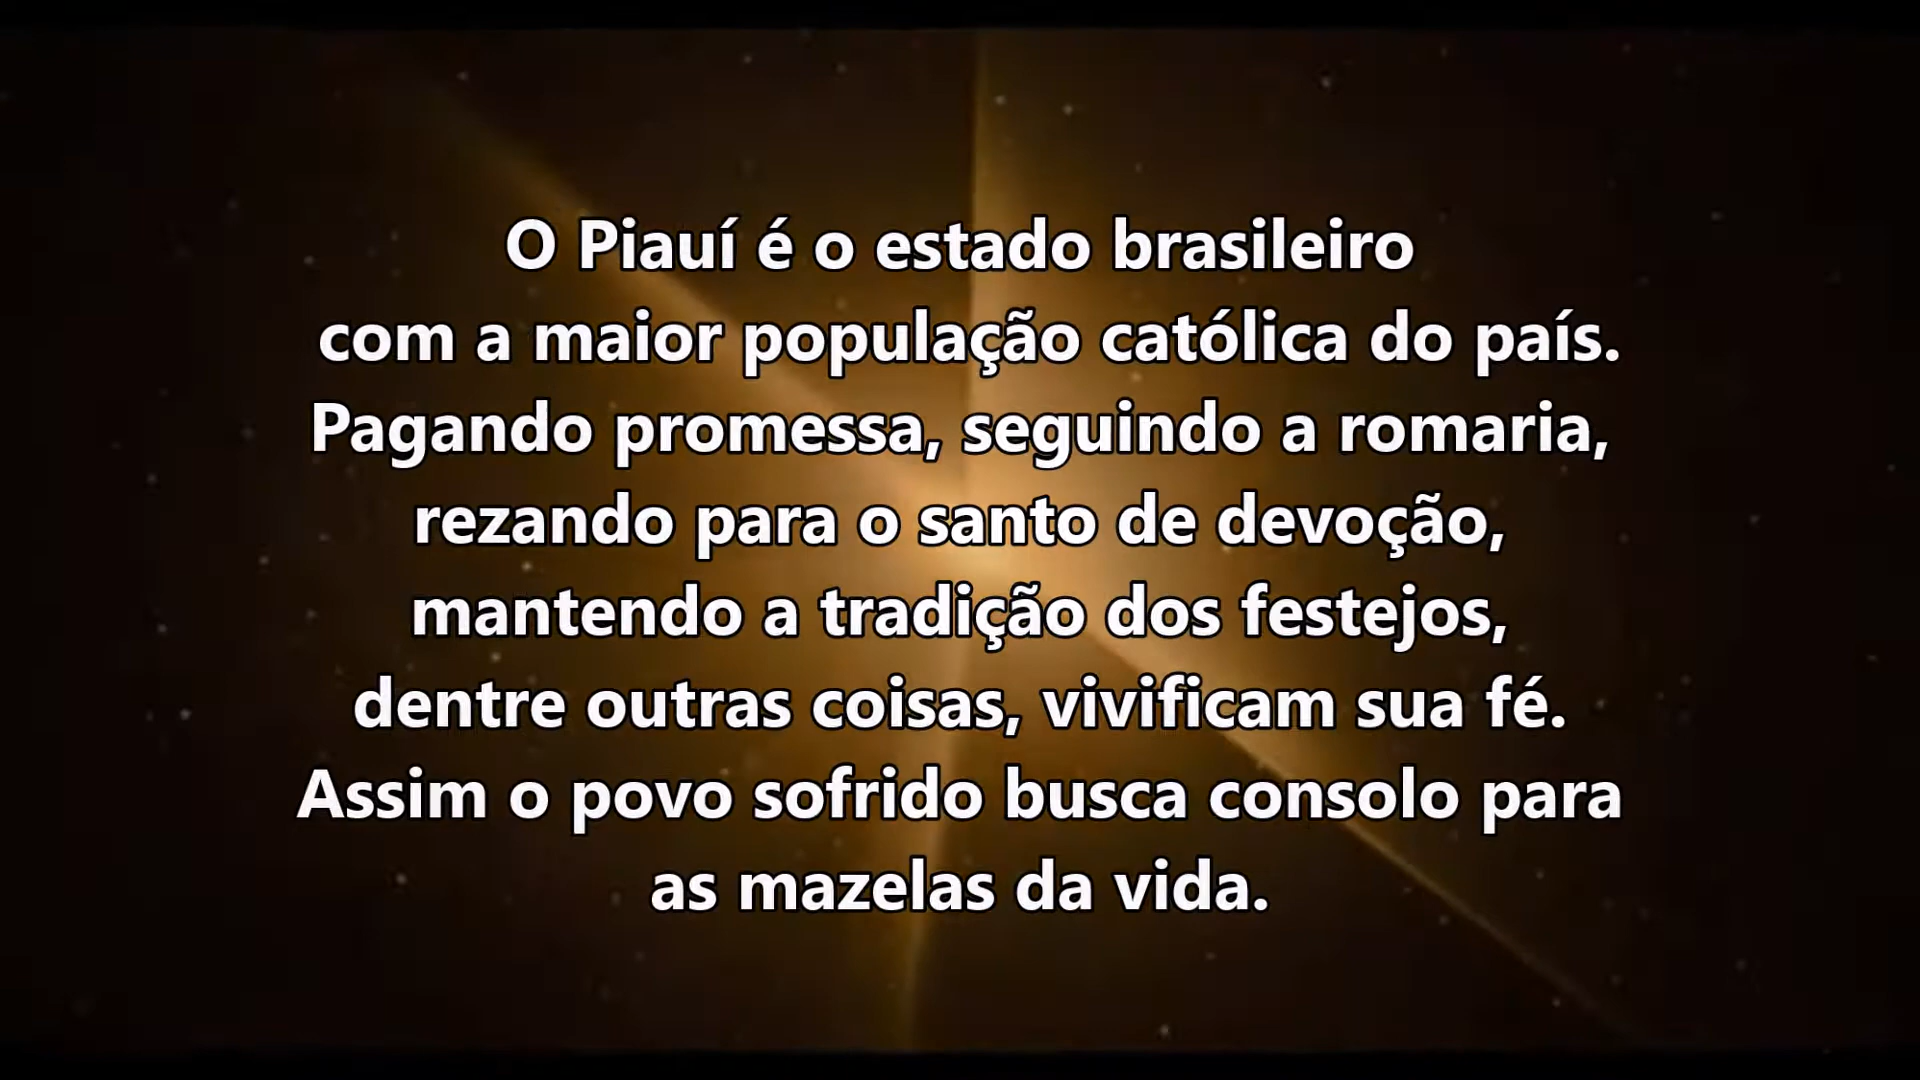 O Piauí é o estado brasileiro
com a maior população católica do país.
Pagando promessa, seguindo a romaria,
rezando para o santo de devoção,
mantendo a tradição dos festejos,
dentre outras coisas, vivificam sua fé.
Assim o povo sofrido busca consolo para
as mazelas da vida.